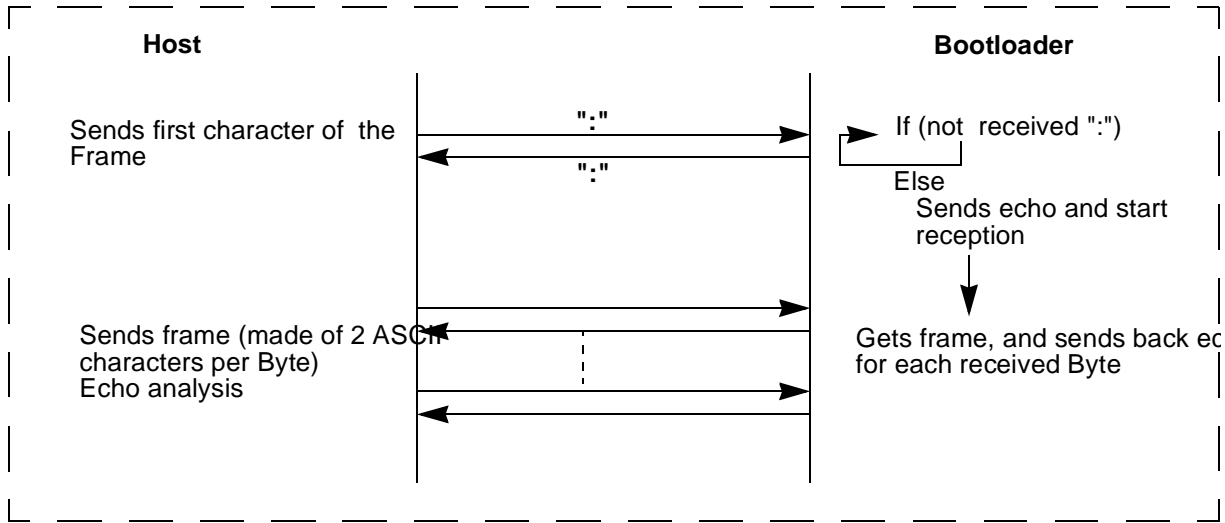 Host
Bootloader
Sends first character of the
Frame
":"
":"
If (not received ":")
Else
Sends echo and start
reception
Sends frame (made of 2 ASCII
characters per Byte)
Echo analysis
Gets frame, and sends back ec
for each received Byte